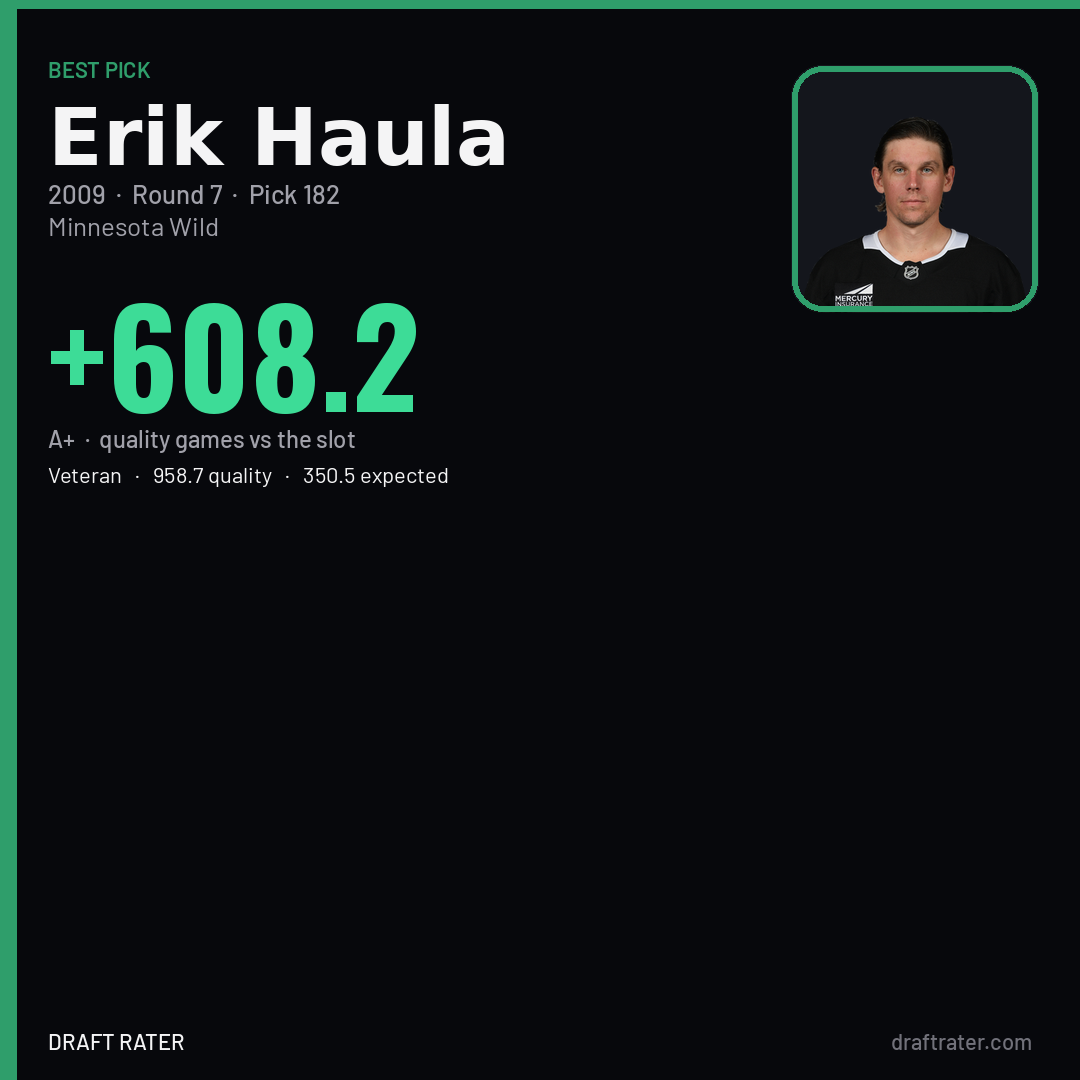 BEST PICK
Erik Haula
2009 · Round 7 · Pick 182
Minnesota Wild
MERCURY
INSURANCE
+608.2
A+ · quality games vs the slot
Veteran · 958.7 quality · 350.5 expected
DRAFT RATER
draftrater.com